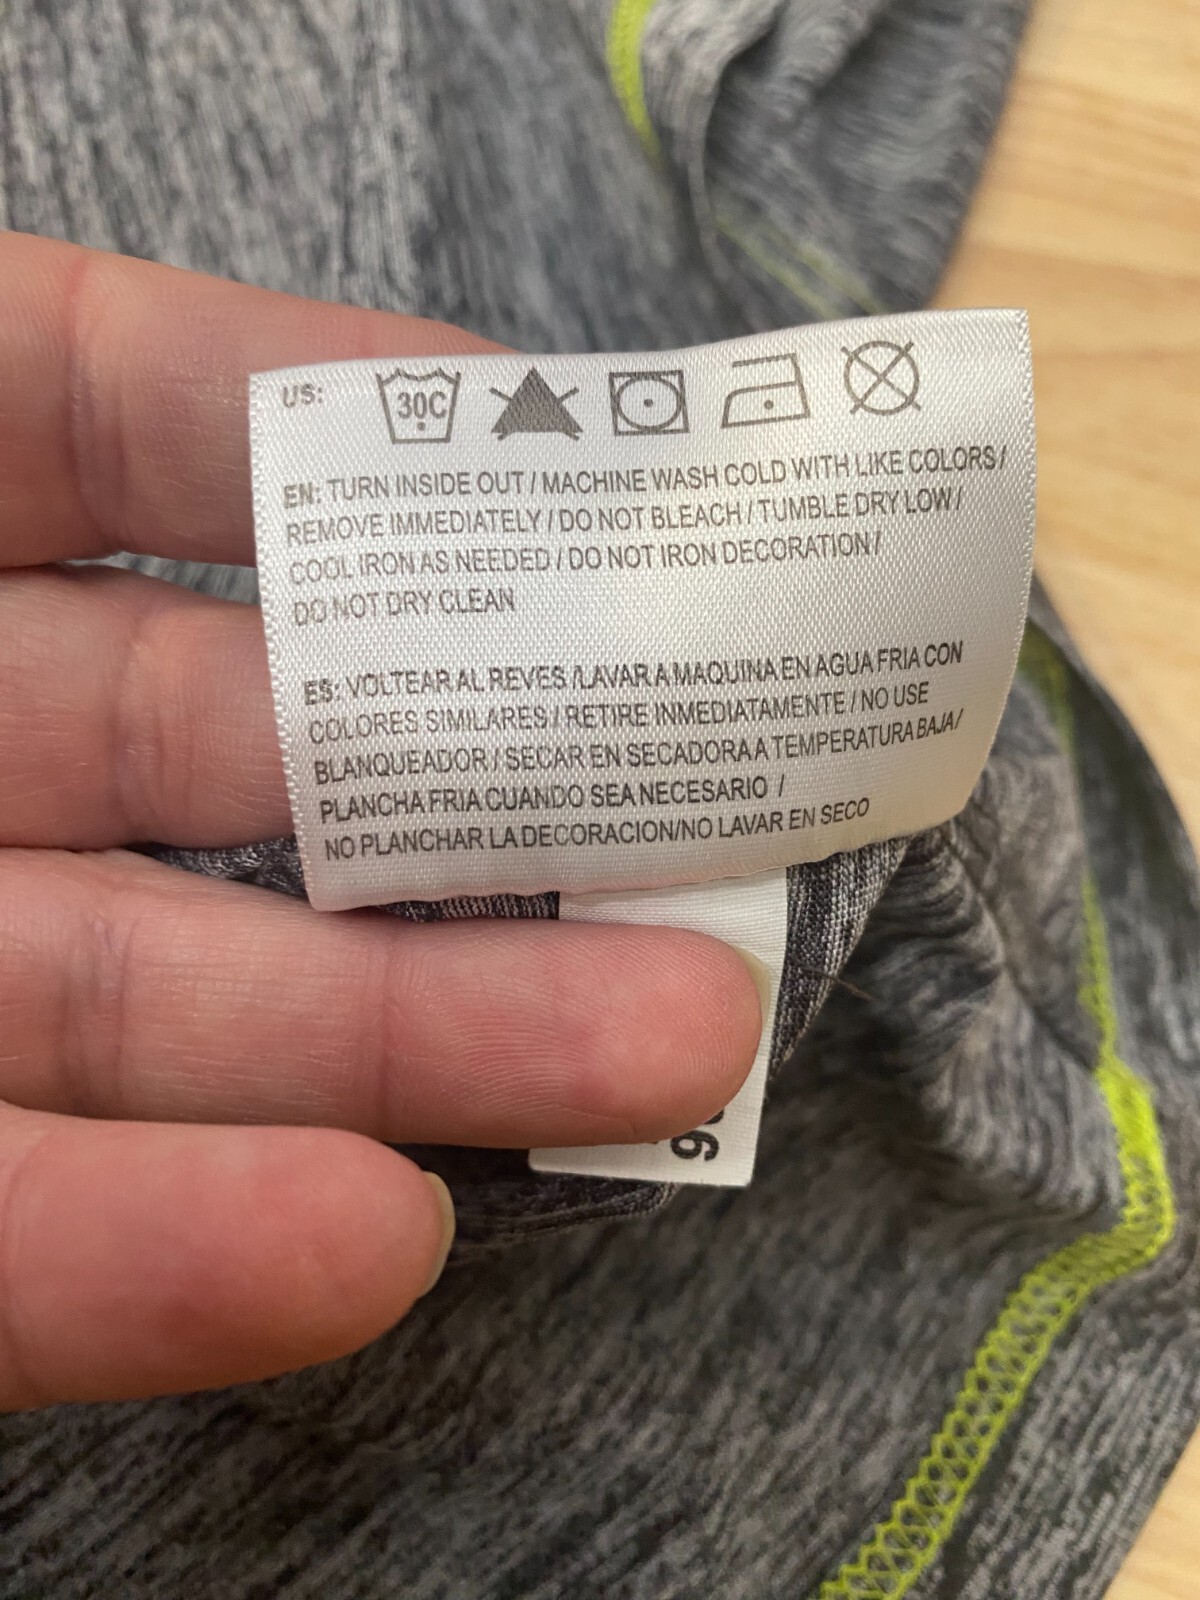 US: 30C
EN: TURN INSIDE OUT / MACHINE WASH COLD WITH LIKE COLORS /
REMOVE IMMEDIATELY / DO NOT BLEACH / TUMBLE DRY LOW /
COOL IRON AS NEEDED / DO NOT IRON DECORATION /
DO NOT DRY CLEAN
ES: VOLTEAR AL REVES /LAVAR A MAQUINA EN AGUA FRIA CON
COLORES SIMILARES / RETIRE INMEDIATAMENTE / NO USE
BLANQUEADOR / SECAR EN SECADORA A TEMPERATURA BAJA /
PLANCHA FRIA CUANDO SEA NECESARIO /
NO PLANCHAR LA DECORACION/NO LAVAR EN SECO